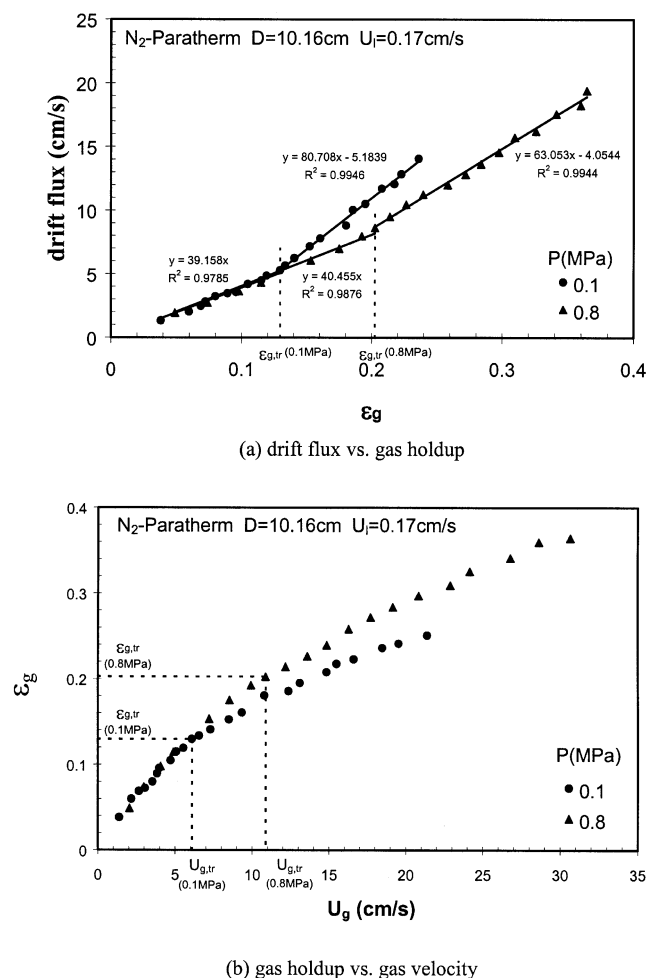 N2-Paratherm D=10.16cm Ul=0.17cm/s
25
20
15
10
5
0
drift flux (cm/s)
y = 80.708x - 5.1839
R2 = 0.9946
y = 63.053x - 4.0544
R2 = 0.9944
y = 39.158x
R2 = 0.9785
y = 40.455x
R2 = 0.9876
P(MPa)
0.1
0.8
εg,tr (0.1MPa)
εg,tr (0.8MPa)
0
0.1
0.2
0.3
0.4
εg
(a) drift flux vs. gas holdup
N2-Paratherm D=10.16cm Ul=0.17cm/s
0.4
0.3
0.2
0.1
0
εg
εg,tr
(0.8MPa)
εg,tr
(0.1MPa)
P(MPa)
0.1
0.8
0
5
10
15
20
25
30
35
Ug,tr
(0.1MPa)
Ug,tr
(0.8MPa)
Ug (cm/s)
(b) gas holdup vs. gas velocity